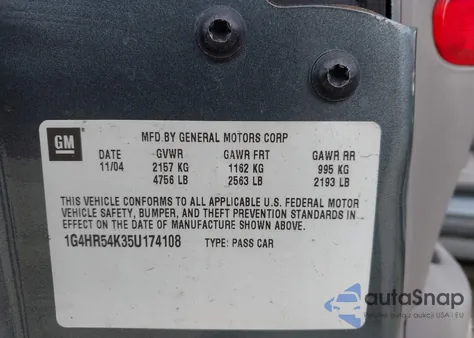 GM
MFD BY GENERAL MOTORS CORP
DATE GVWR GAWR FRT GAWR RR
11/04 2157 KG 1162 KG 995 KG
4756 LB 2563 LB 2193 LB
THIS VEHICLE CONFORMS TO ALL APPLICABLE U.S. FEDERAL MOTOR
VEHICLE SAFETY, BUMPER, AND THEFT PREVENTION STANDARDS IN
EFFECT ON THE DATE OF MANUFACTURE SHOWN ABOVE.
1G4HR54K35U174108 TYPE: PASS CAR
autoSnap